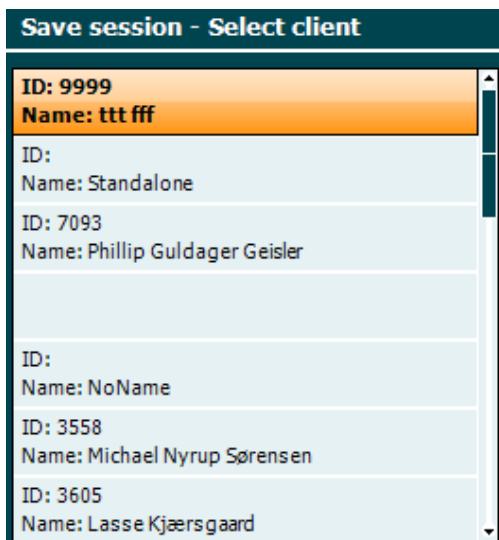 Save session - Select client
ID: 9999
Name: ttt fff
ID:
Name: Standalone
ID: 7093
Name: Phillip Guldager Geisler
ID:
Name: NoName
ID: 3558
Name: Michael Nyrup Sørensen
ID: 3605
Name: Lasse Kjærsgaard